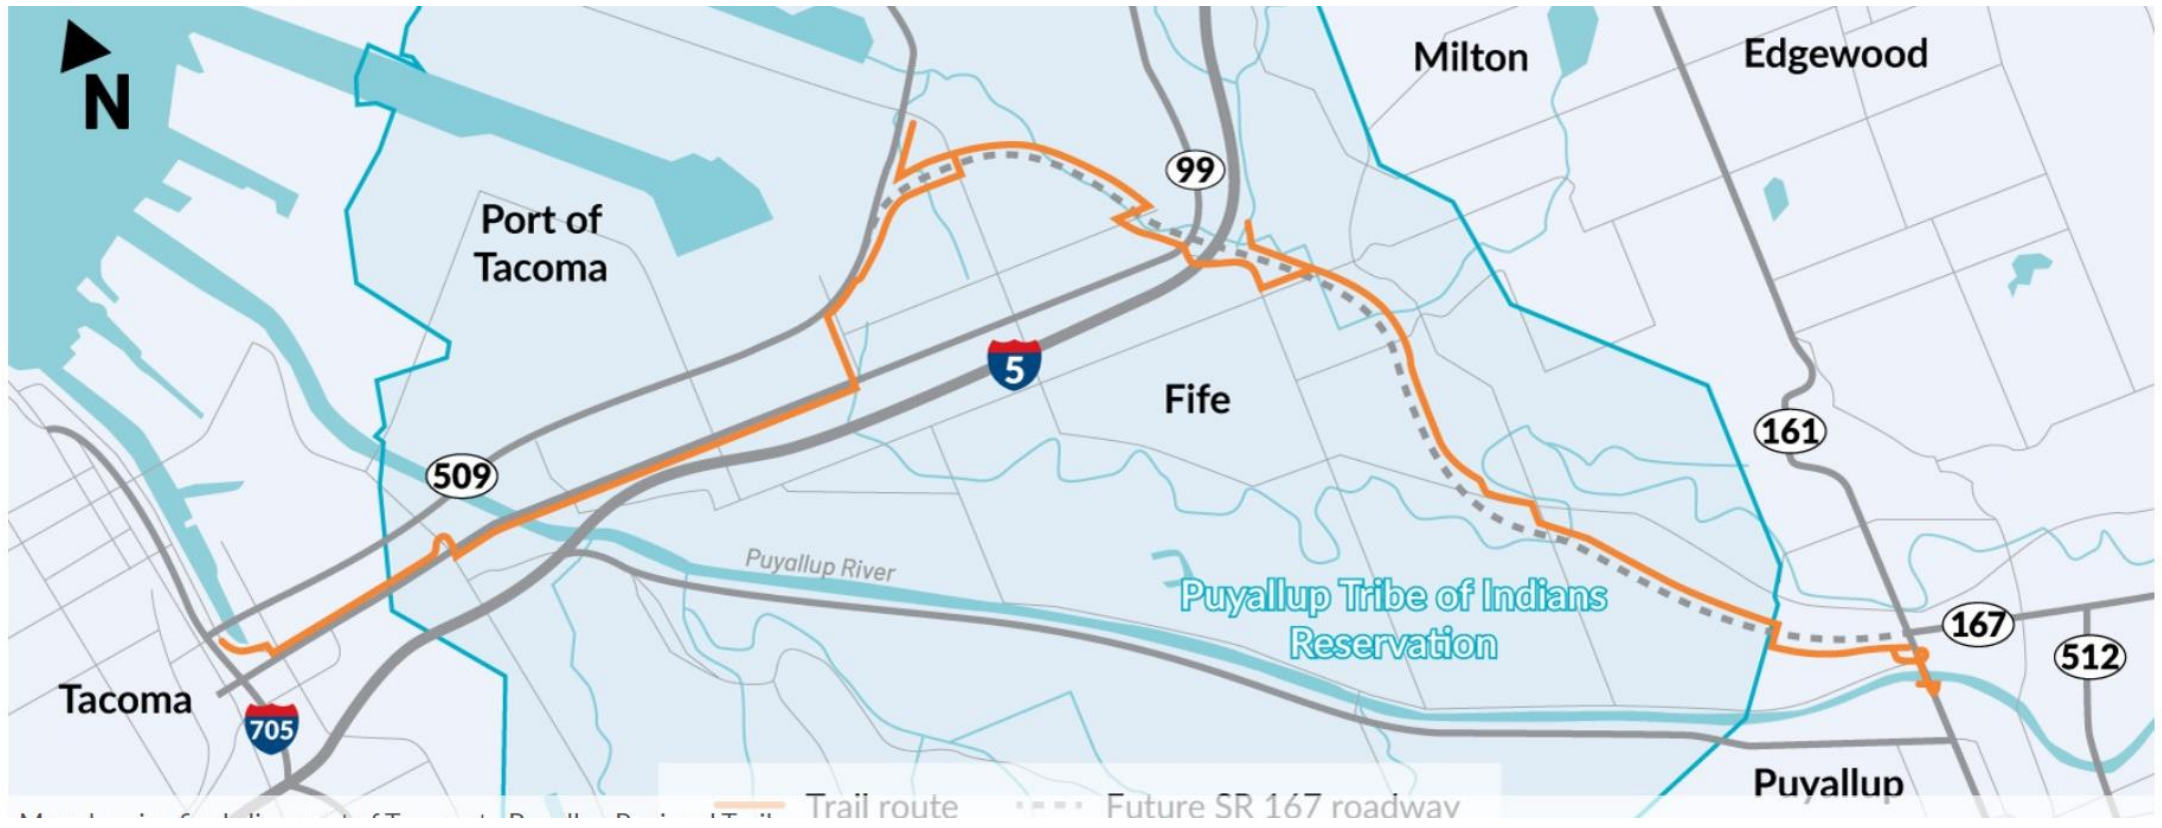 N
Milton
Edgewood
99
Port of
Tacoma
5
Fife
161
509
Puyallup River
Puyallup Tribe of Indians
Reservation
167
512
Tacoma
705
Puyallup
Trail route
Future SR 167 roadway